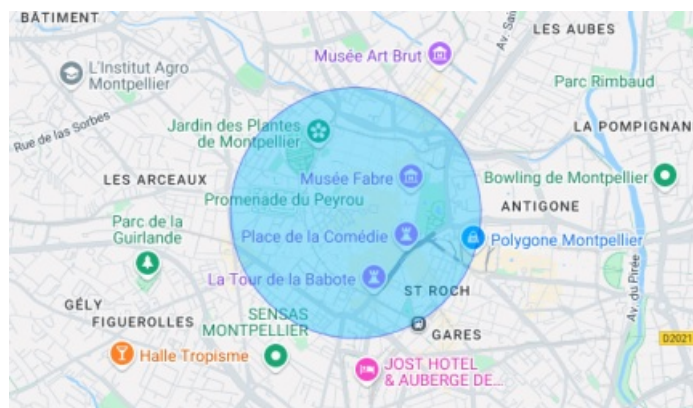 BÂTIMENT
LES AUBES
Av. Sai
Musée Art Brut
L'Institut Agro
Montpellier
Parc Rimbaud
Rue de las Sorbes
Jardin des Plantes
de Montpellier
LA POMPIGNAN
LES ARCEAUX
Musée Fabre
Bowling de Montpellier
Promenade du Peyrou
ANTIGONE
Parc de la
Guirlande
Place de la Comédie
Polygone Montpellier
La Tour de la Babote
Av. du Pirée
ST ROCH
GÉLY
FIGUEROLLES
SENSAS
MONTPELLIER
GARES
D2021
Halle Tropisme
JOST HOTEL
& AUBERGE DE...